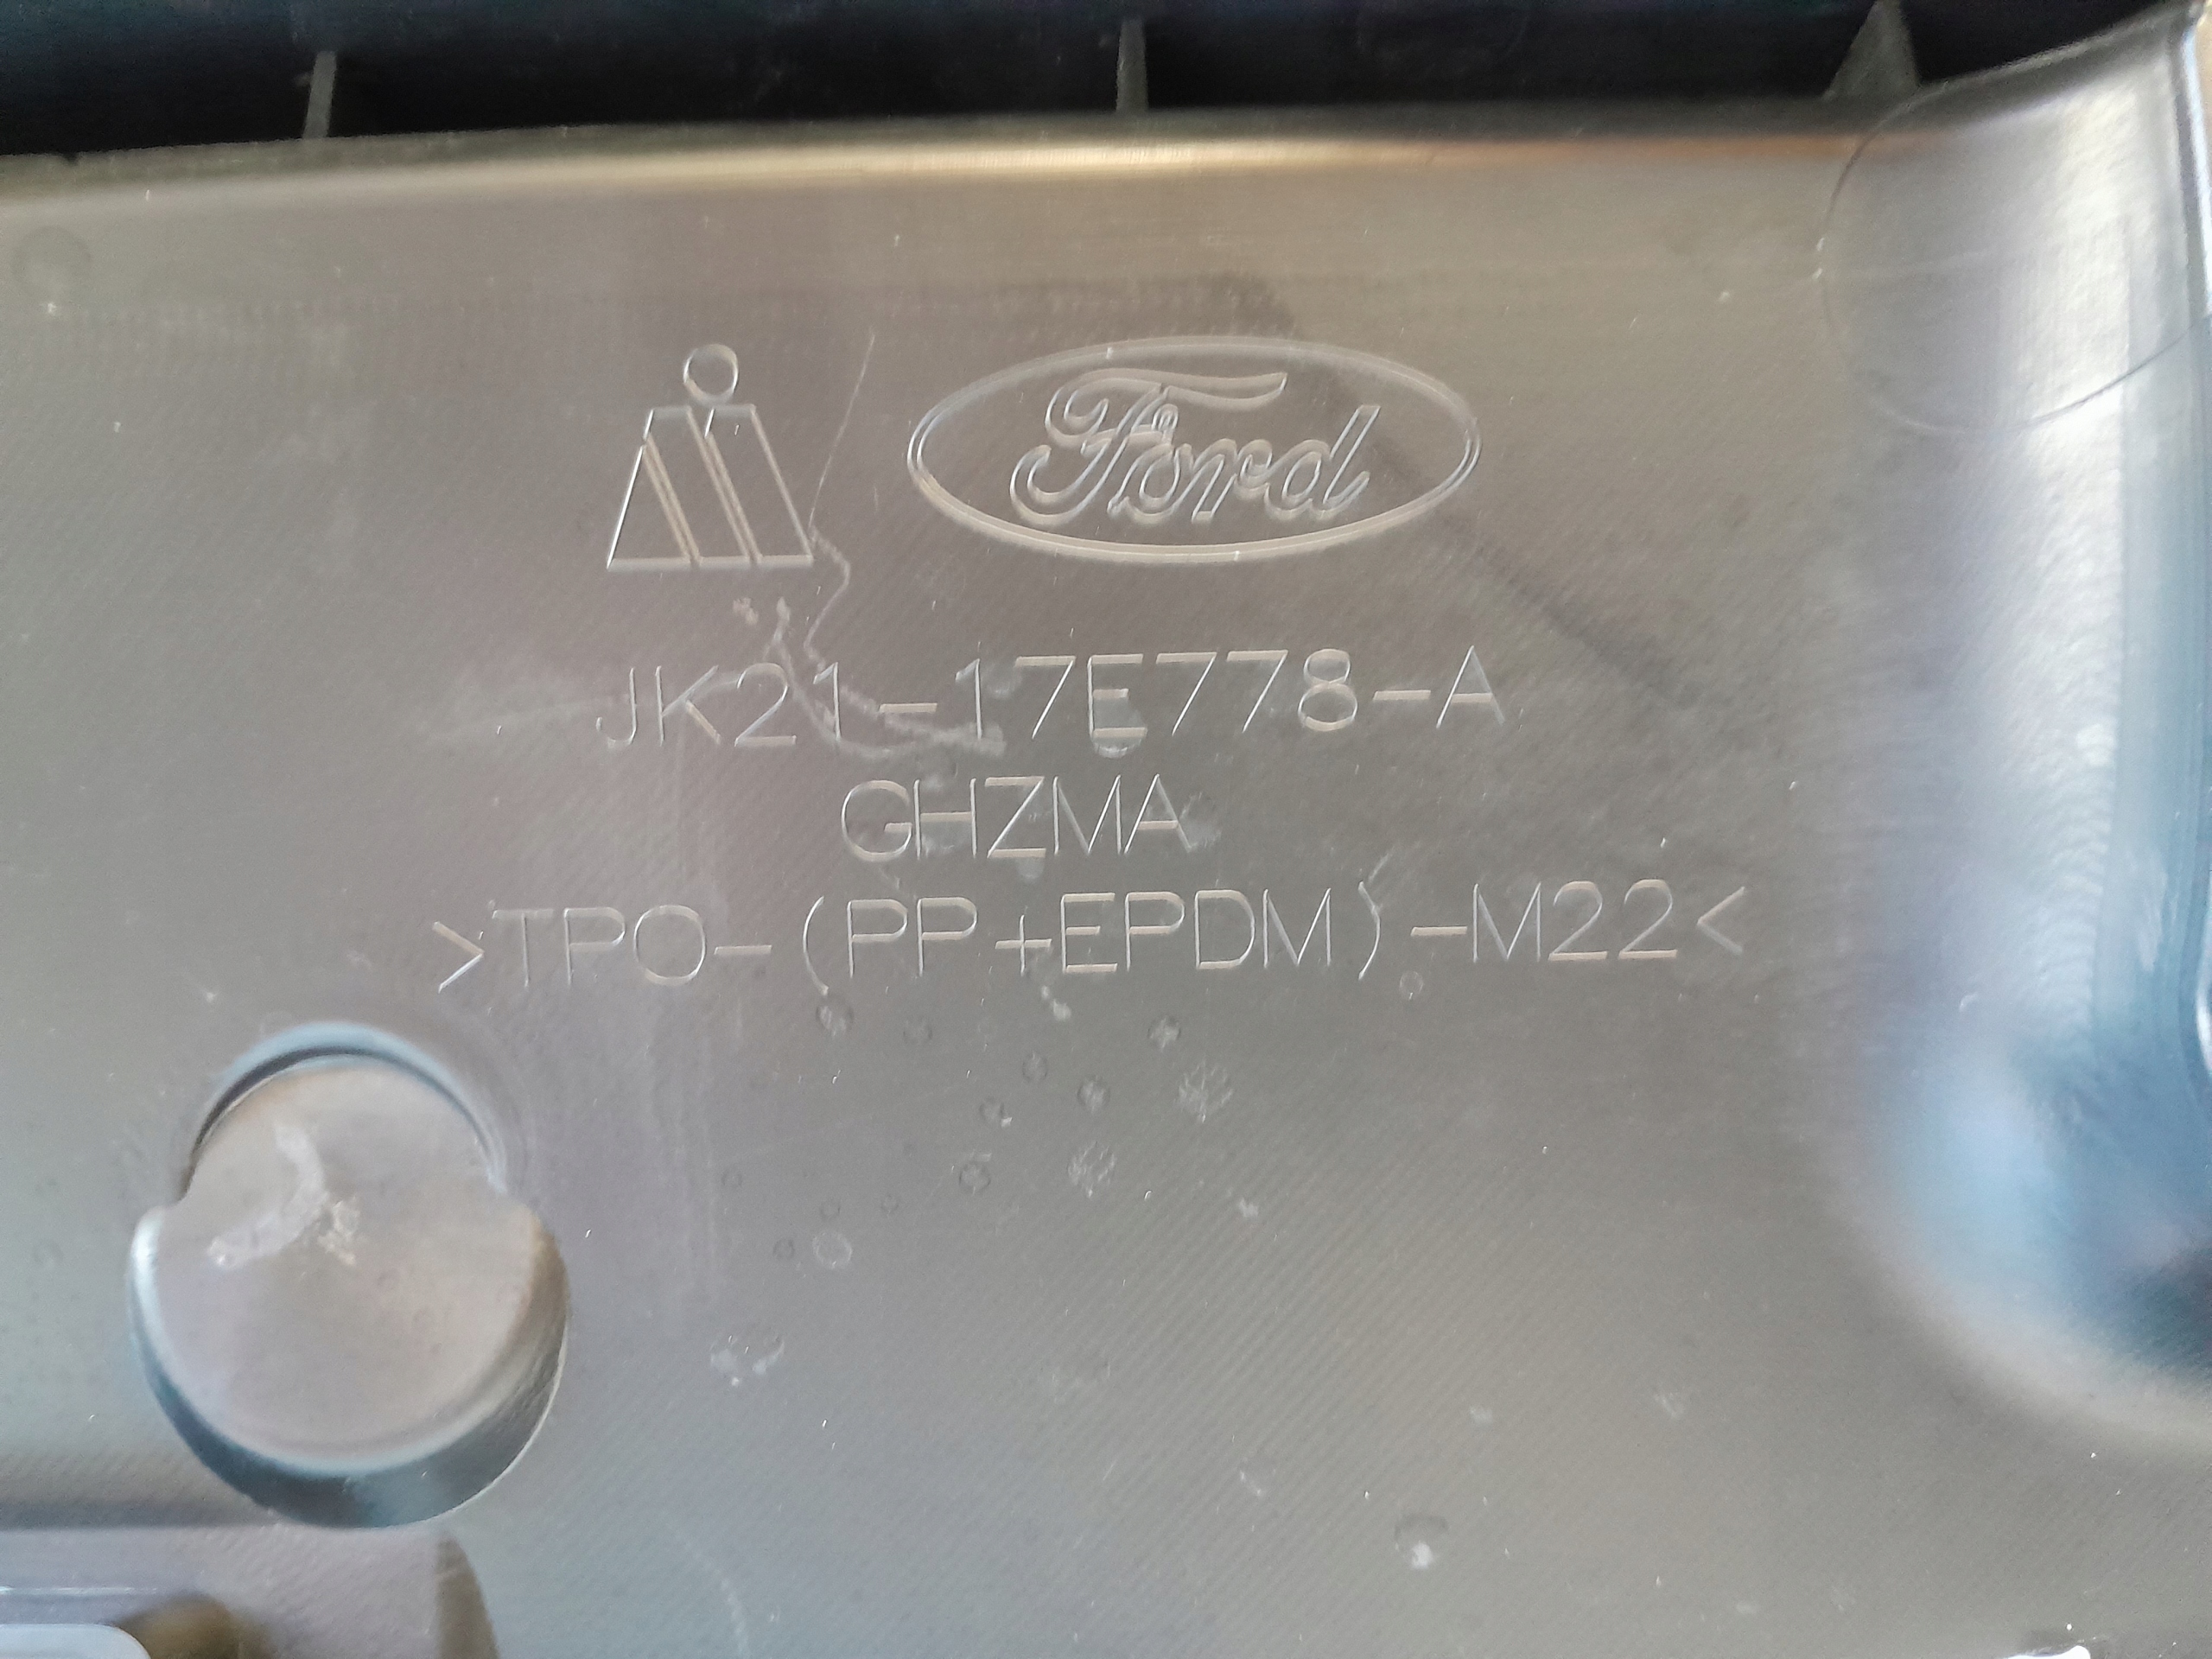 Ford
JK21-17E778-A
GHZMA
>TPO-(PP+EPDM)-M22<